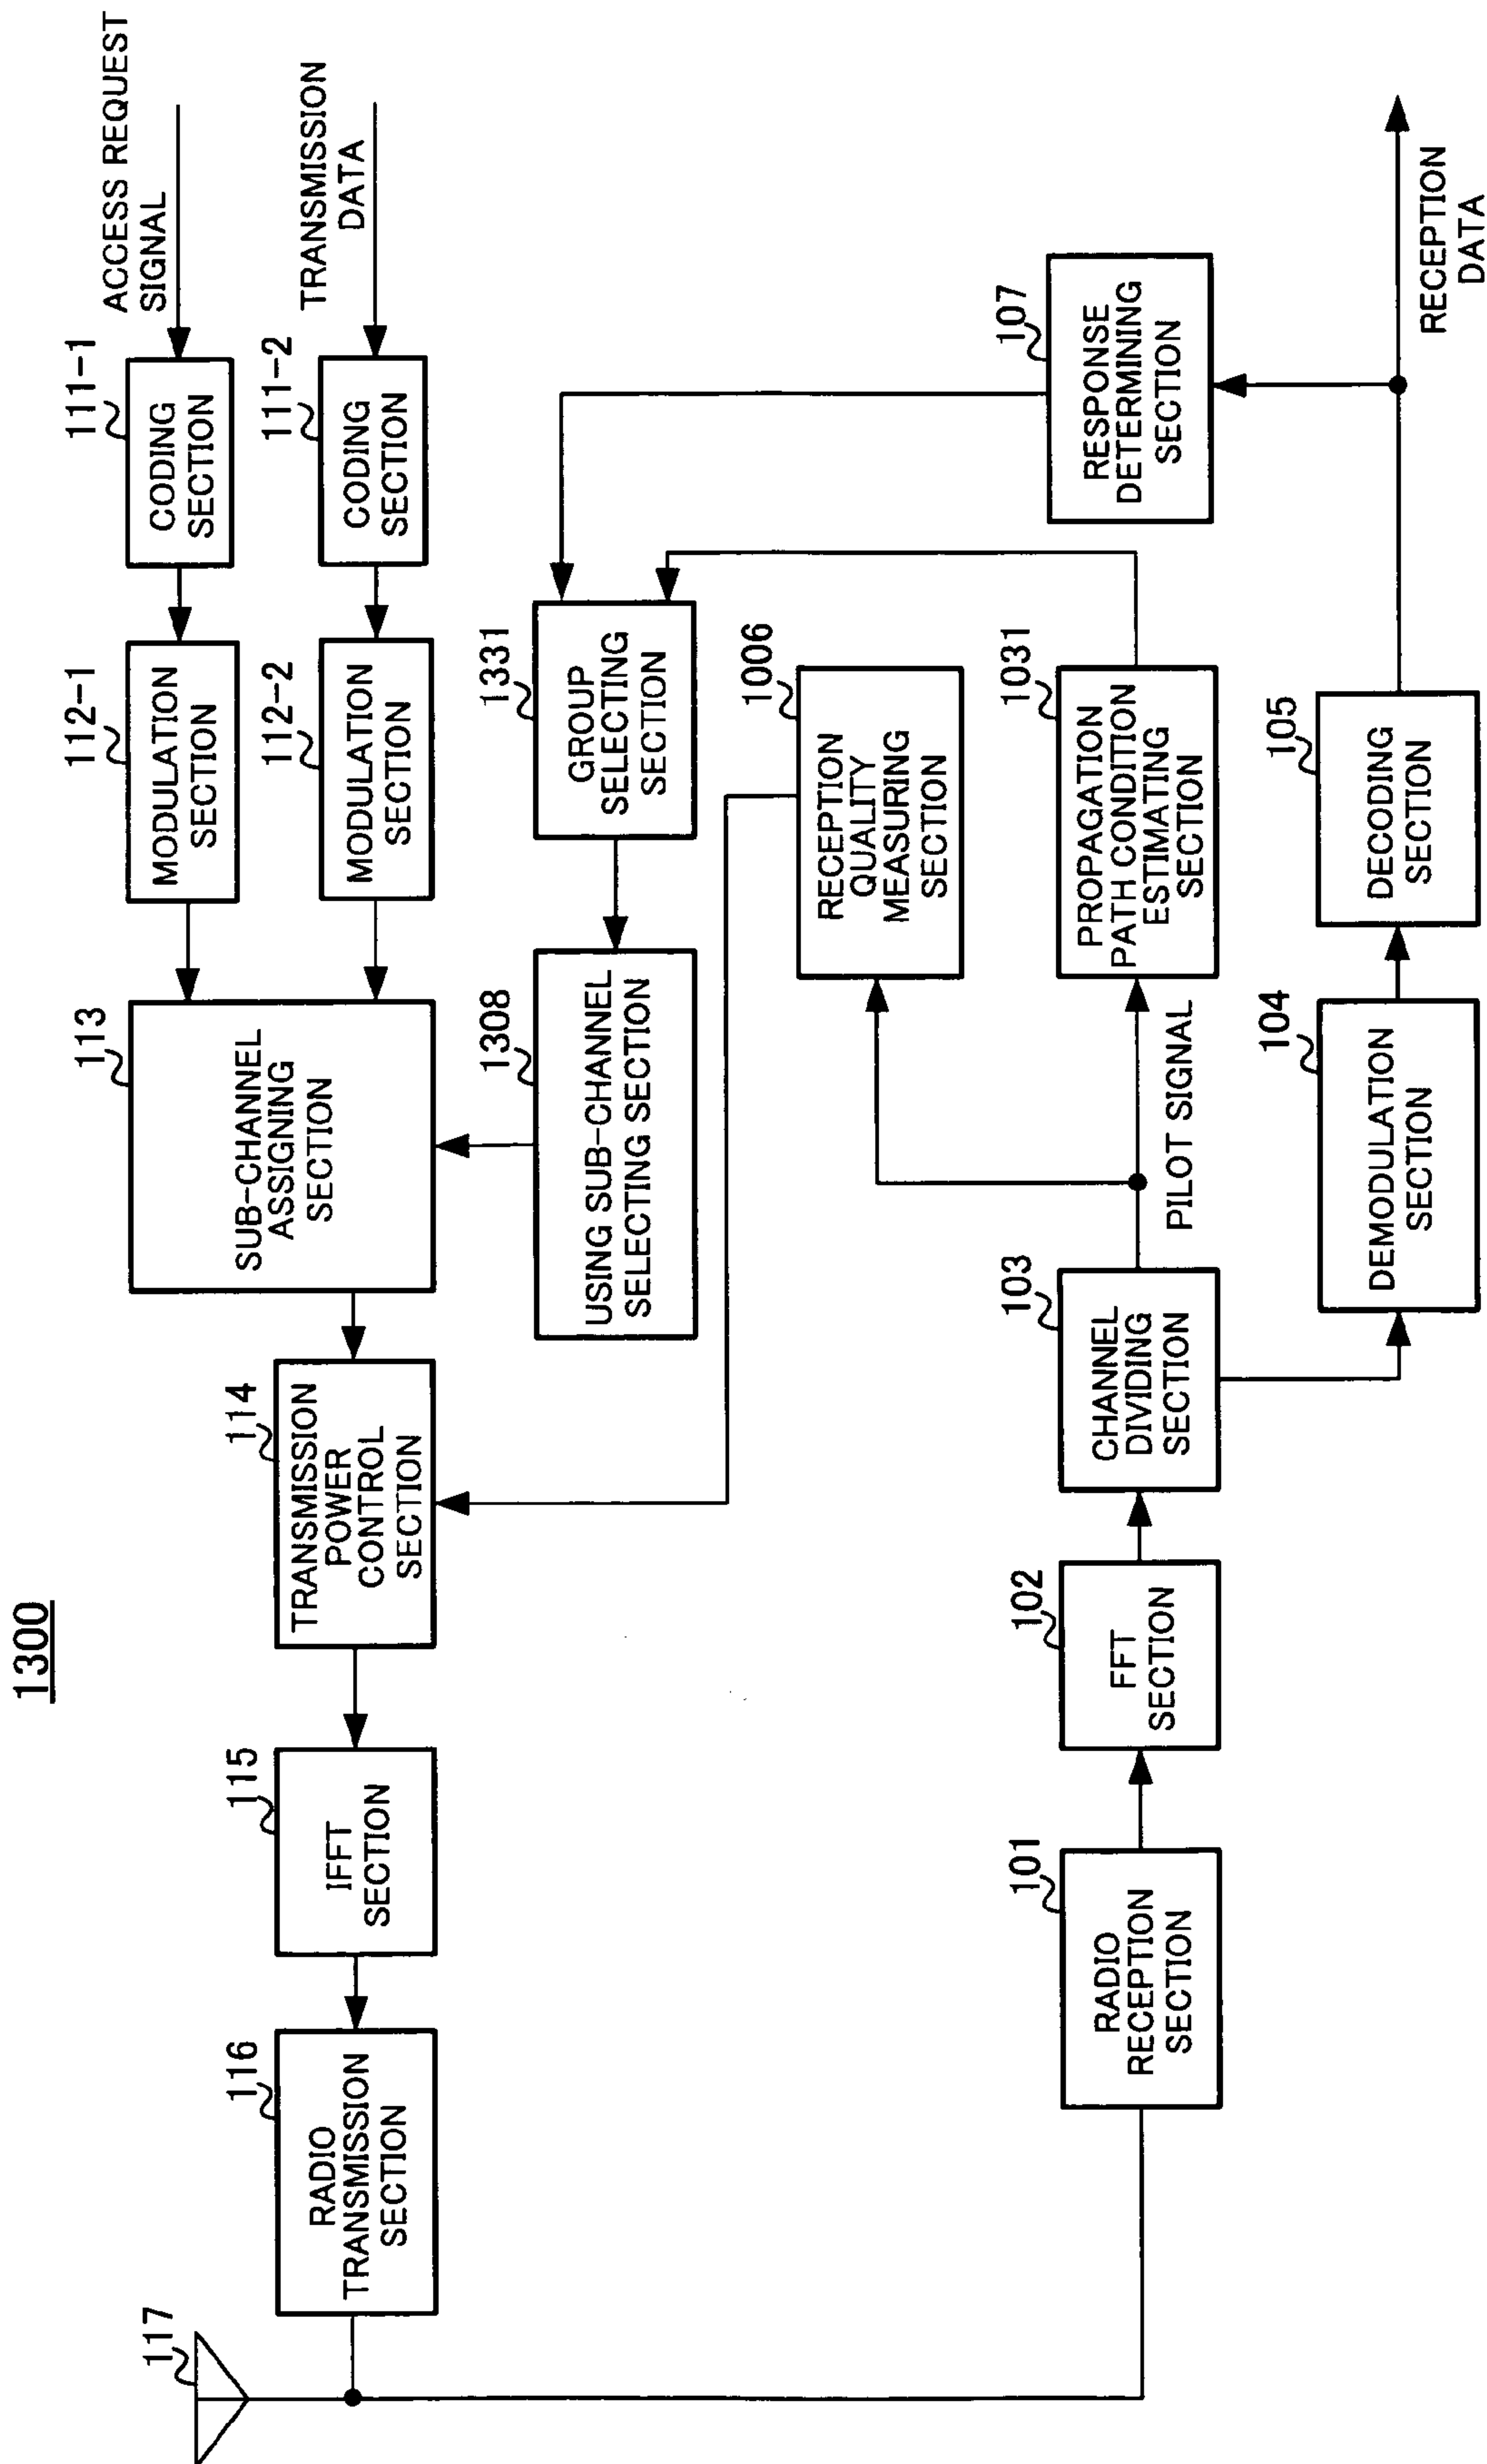 1300
117
116
RADIO
TRANSMISSION
SECTION
115
IFFT
SECTION
114
TRANSMISSION
POWER
CONTROL
SECTION
113
SUB-CHANNEL
ASSIGNING
SECTION
112-1
MODULATION
SECTION
111-1
CODING
SECTION
ACCESS REQUEST
SIGNAL
112-2
MODULATION
SECTION
111-2
CODING
SECTION
TRANSMISSION
DATA
1308
USING SUB-CHANNEL
SELECTING SECTION
1331
GROUP
SELECTING
SECTION
1006
RECEPTION
QUALITY
MEASURING
SECTION
107
RESPONSE
DETERMINING
SECTION
101
RADIO
RECEPTION
SECTION
102
FFT
SECTION
103
CHANNEL
DIVIDING
SECTION
PILOT SIGNAL
1031
PROPAGATION
PATH CONDITION
ESTIMATING
SECTION
104
DEMODULATION
SECTION
105
DECODING
SECTION
RECEPTION
DATA